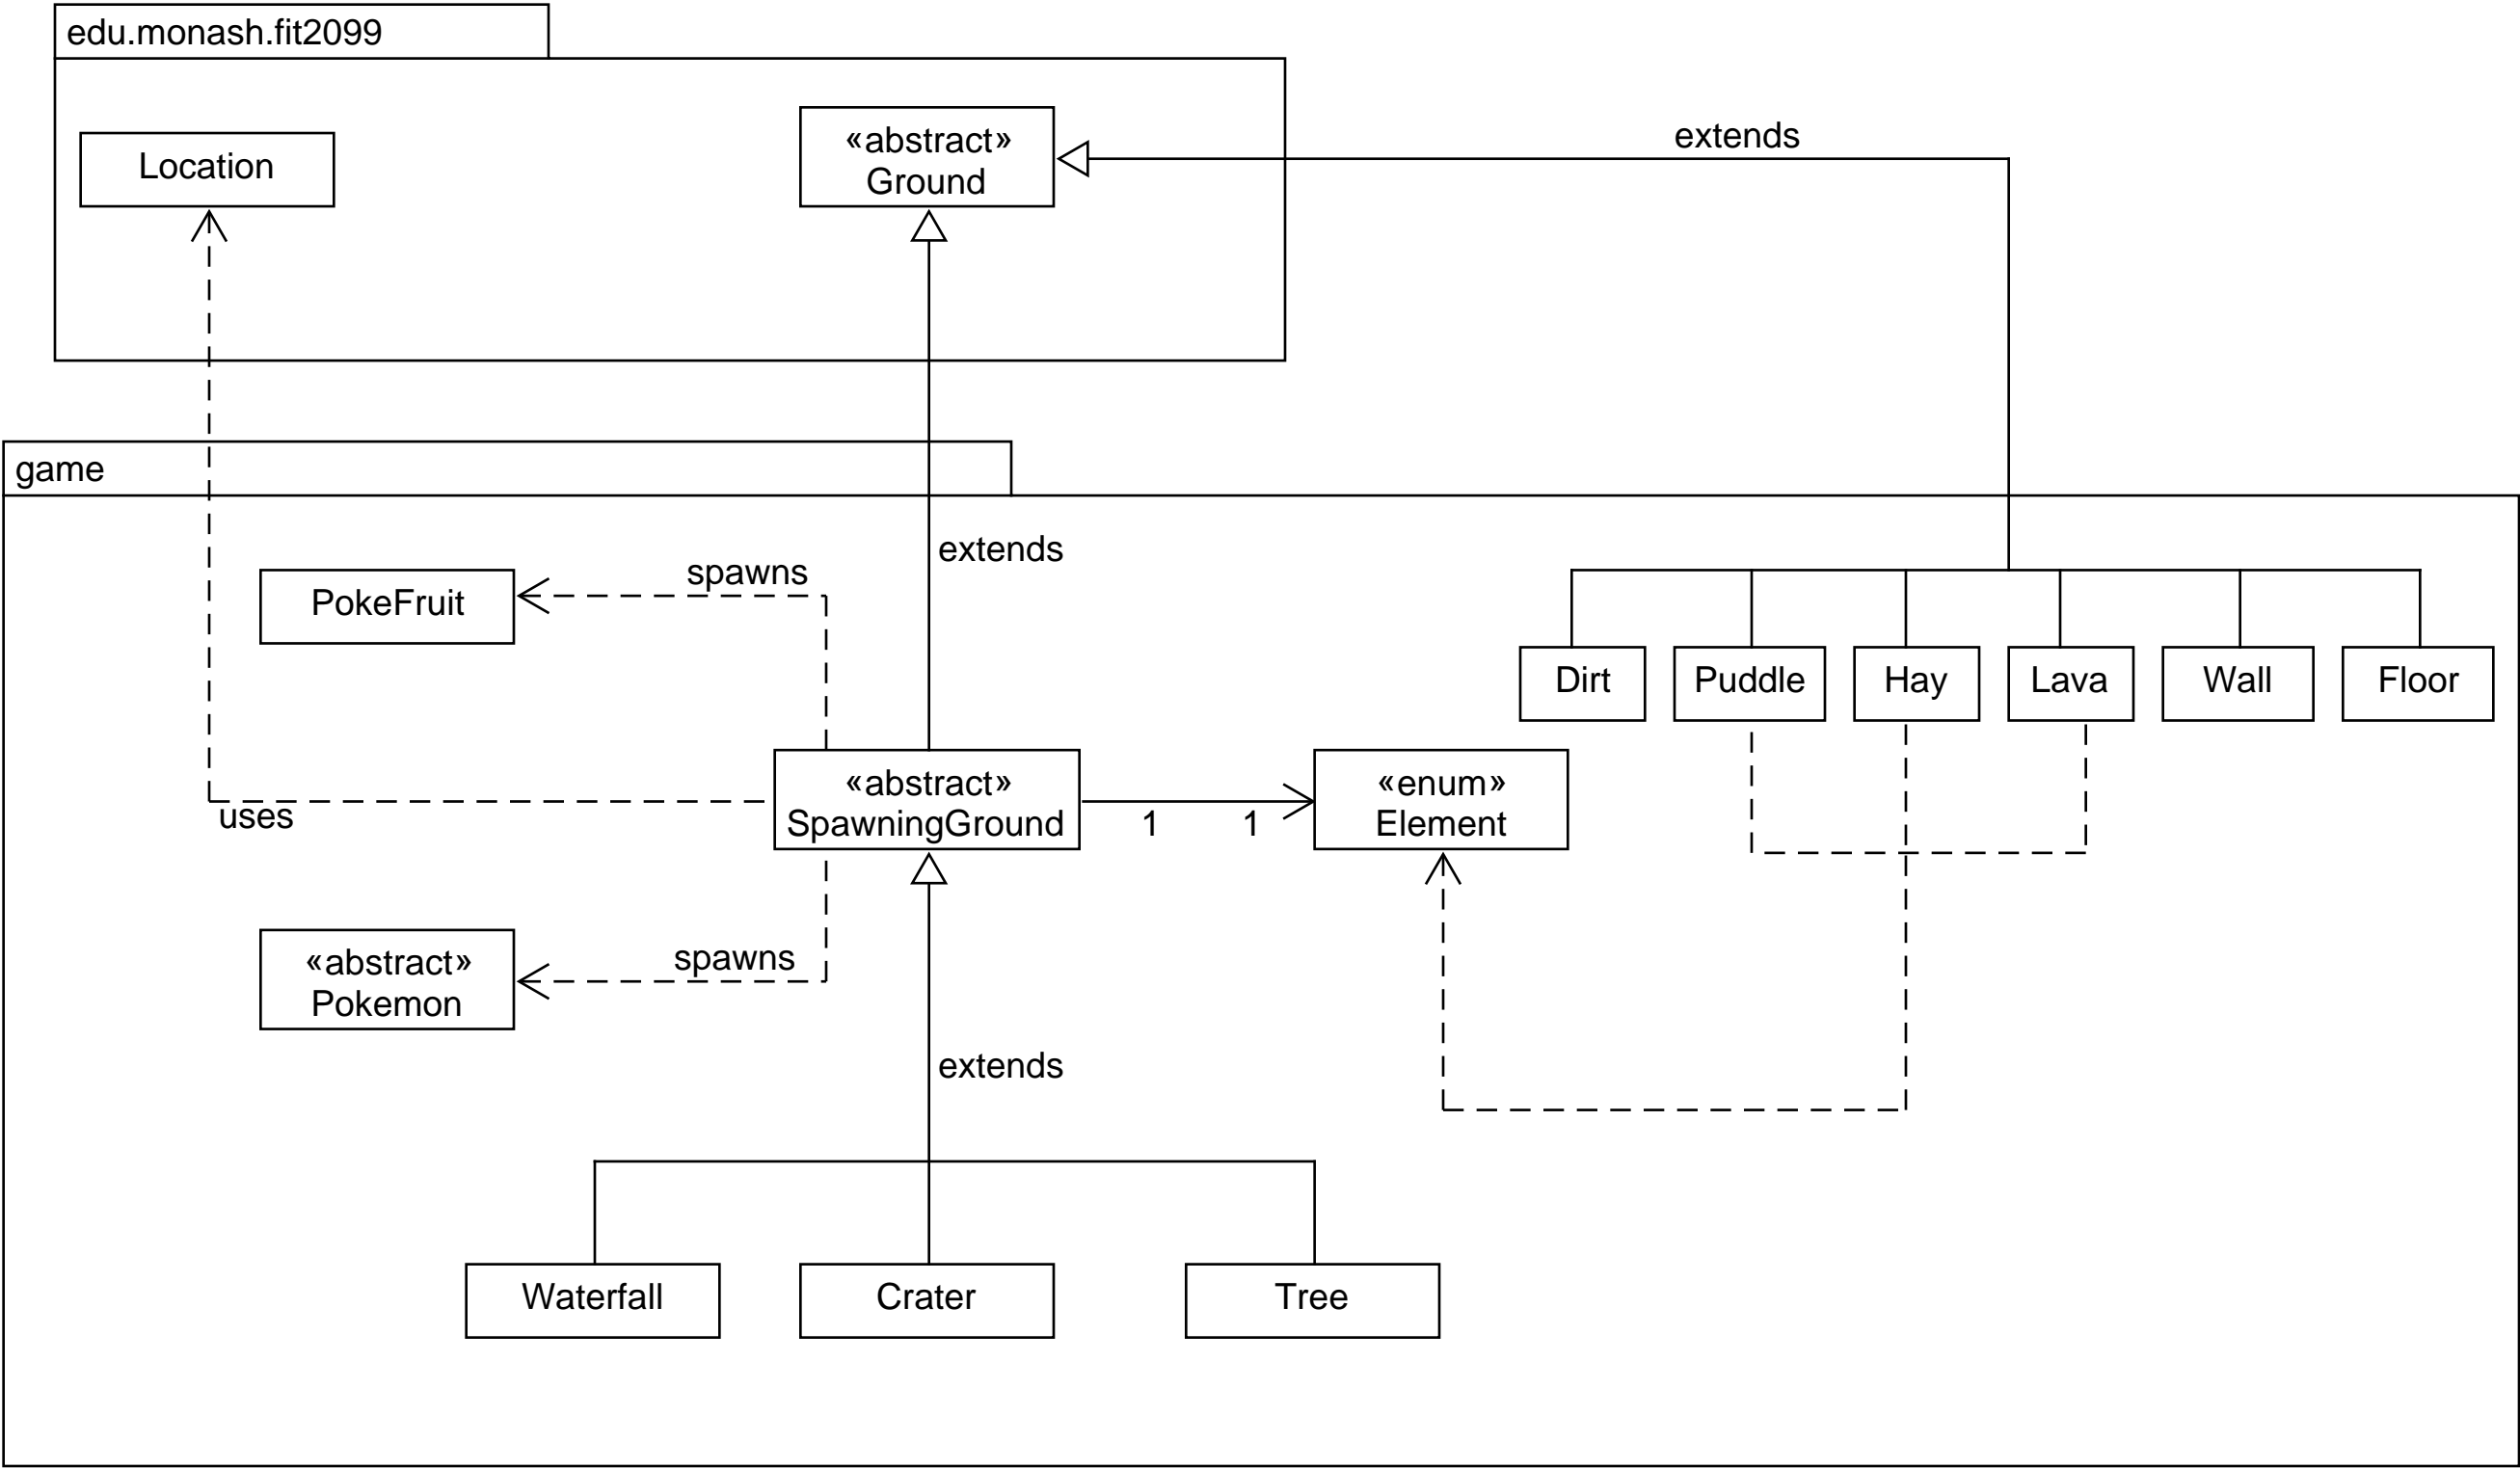 edu.monash.fit2099
Location
«abstract»
Ground
extends
game
extends
spawns
PokeFruit
Dirt
Puddle
Hay
Lava
Wall
Floor
«abstract»
SpawningGround
1
1
«enum»
Element
uses
«abstract»
Pokemon
spawns
extends
Waterfall
Crater
Tree